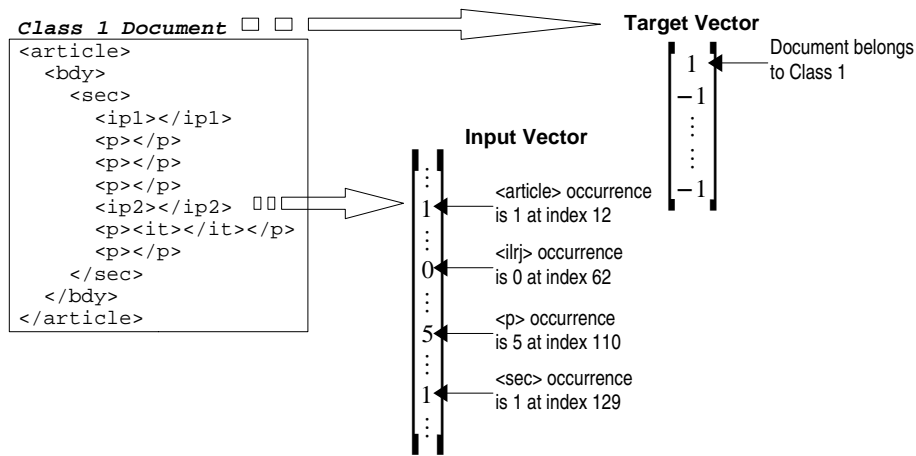 Class 1 Document
<article>
<bdy>
<sec>
<ip1></ip1>
<p></p>
<p></p>
<p></p>
<ip2></ip2>
<p><it></it></p>
<p></p>
</sec>
</bdy>
</article>
Input Vector
⋮
1
⋮
0
⋮
5
⋮
1
⋮
<article> occurrence
is 1 at index 12
<ilrj> occurrence
is 0 at index 62
<p> occurrence
is 5 at index 110
<sec> occurrence
is 1 at index 129
Target Vector
1
−1
⋮
−1
Document belongs
to Class 1